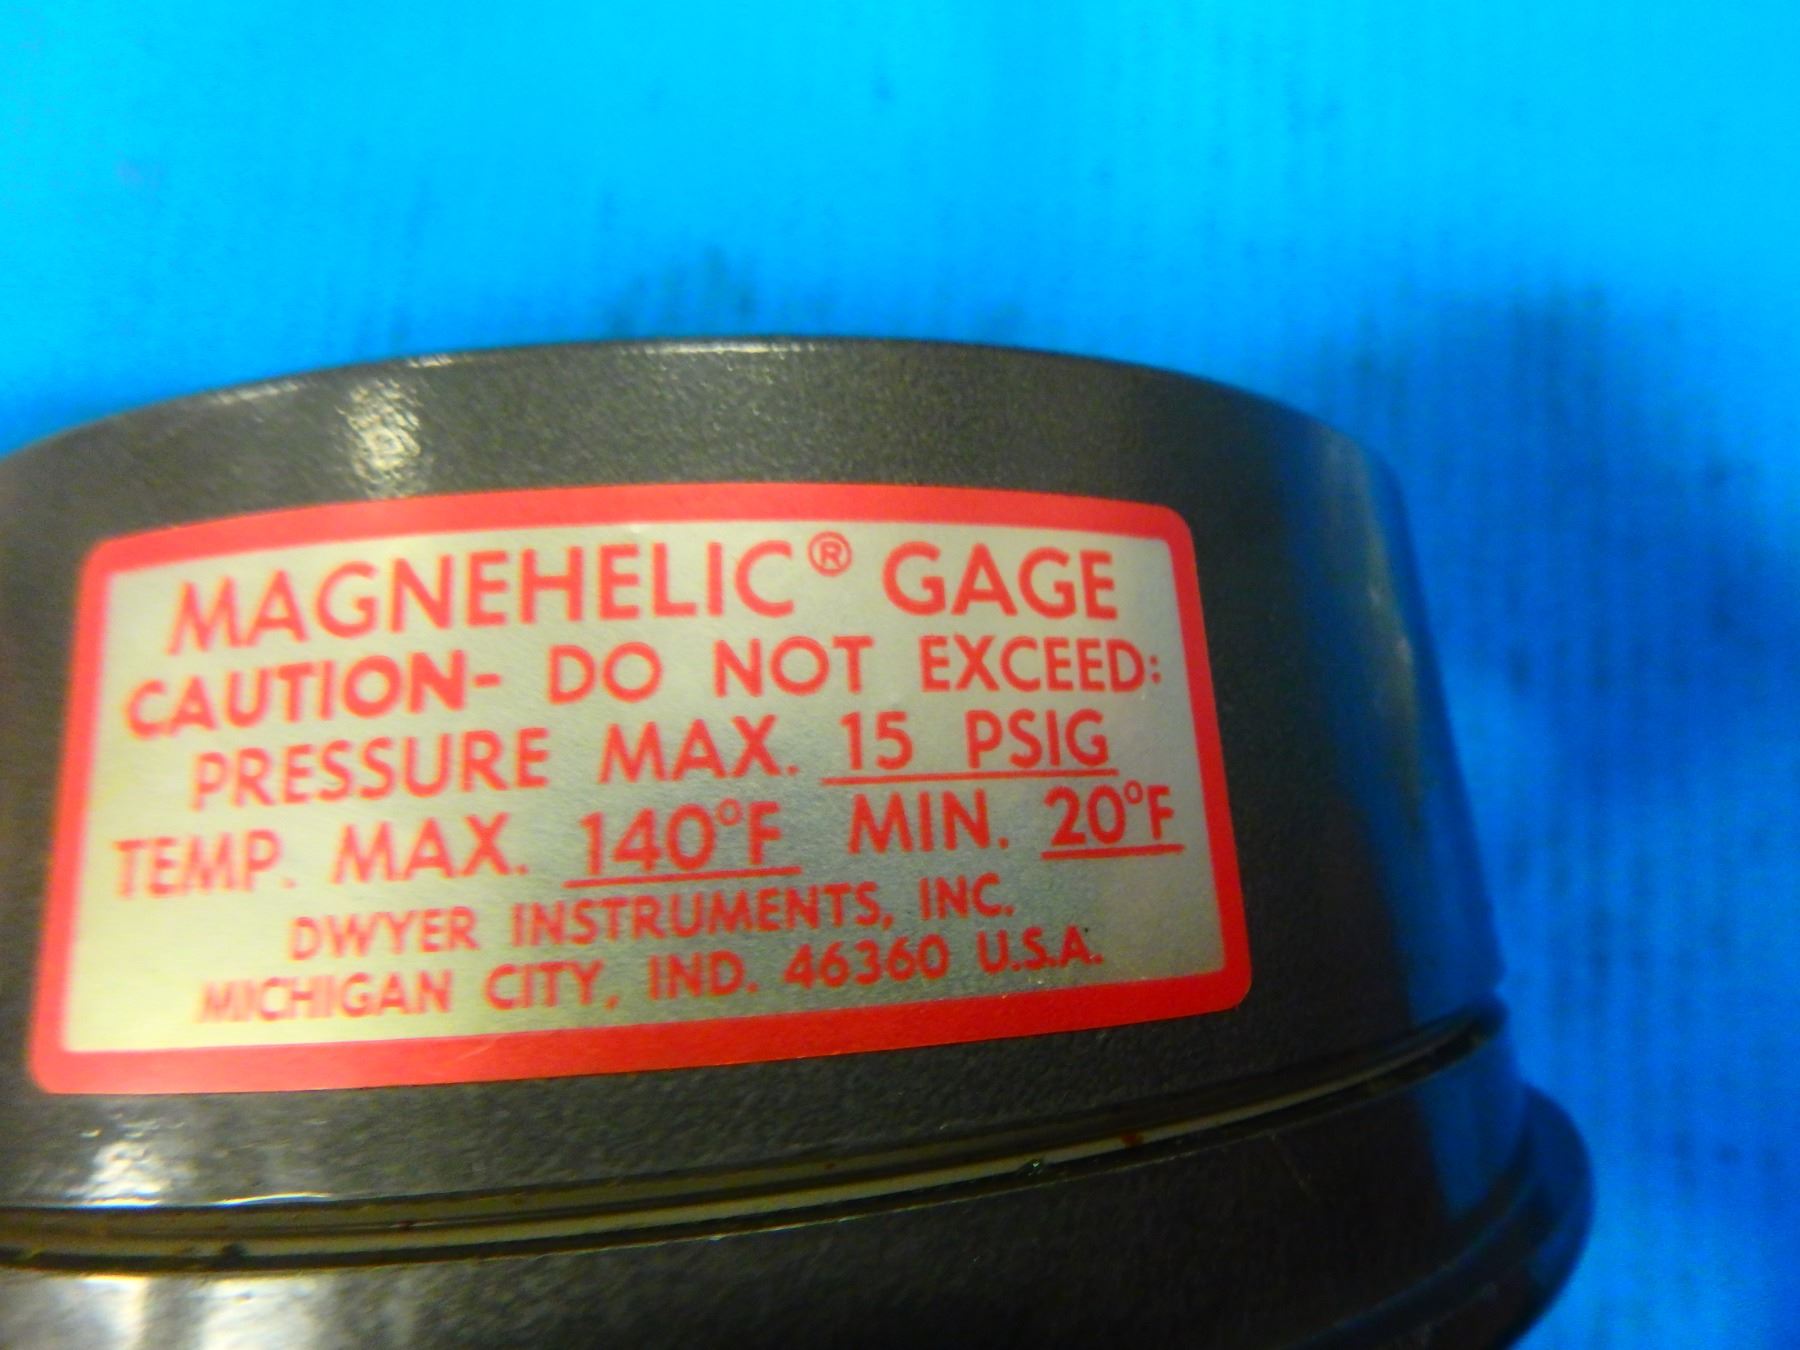 MAGNEHELIC® GAGE
CAUTION- DO NOT EXCEED:
PRESSURE MAX. 15 PSIG
TEMP. MAX. 140°F MIN. 20°F
DWYER INSTRUMENTS, INC.
MICHIGAN CITY, IND. 46360 U.S.A.